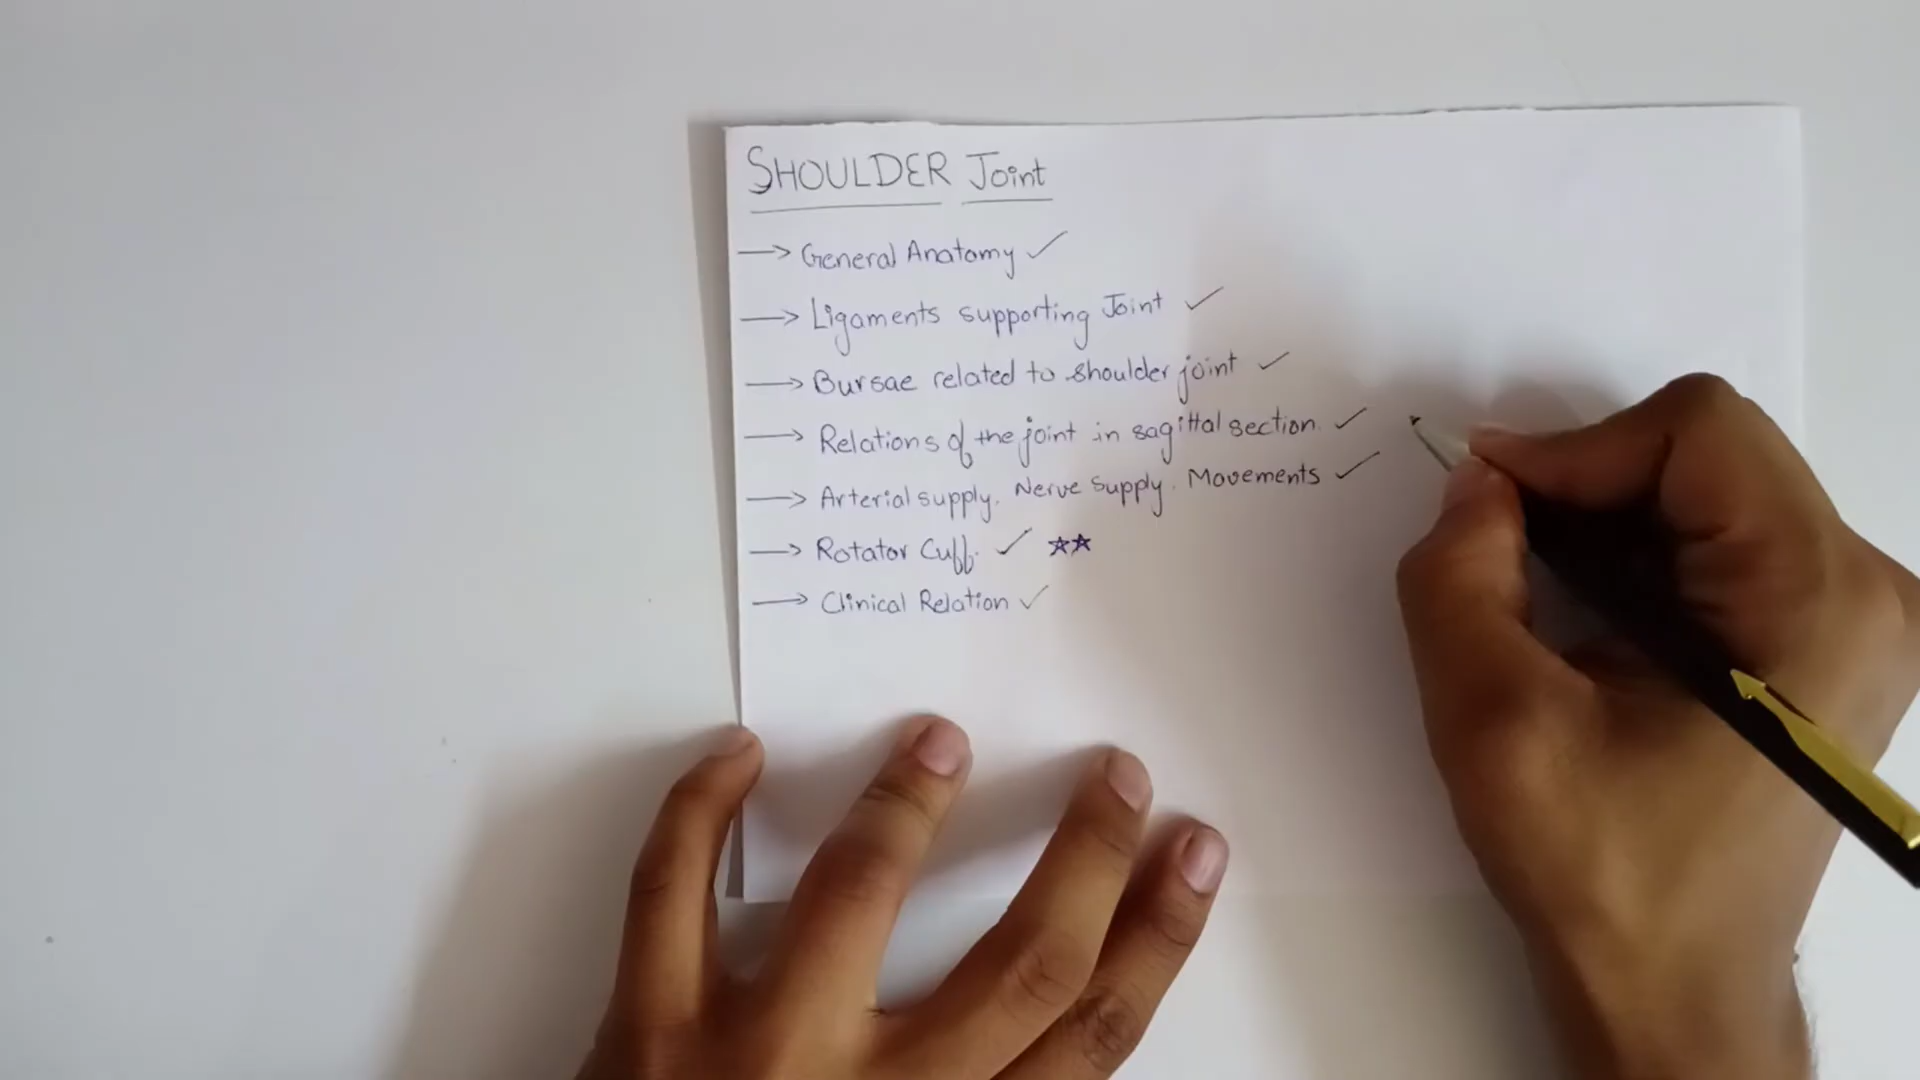 SHOULDER Joint
→ General Anatomy ✓
→ Ligaments supporting Joint ✓
→ Bursae related to shoulder joint ✓
→ Relations of the joint in sagittal section. ✓
→ Arterial supply. Nerve supply. Movements ✓
→ Rotator Cuff. ✓ ☆☆
→ Clinical Relation ✓